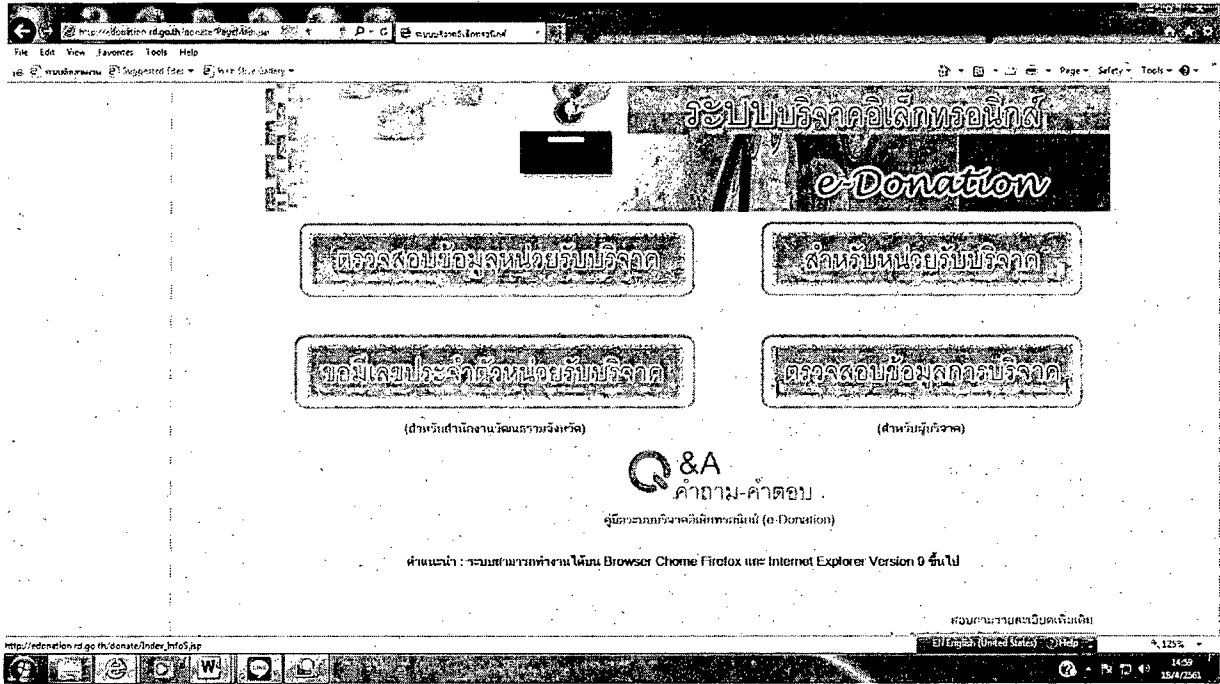 File Edit View Favorites Tools Help
Page Safety Tools
ระบบบริจาคอิเล็กทรอนิกส์
e-Donation
ตรวจสอบข้อมูลหน่วยรับบริจาค
สำหรับหน่วยรับบริจาค
ขอมีเลขประจำตัวหน่วยรับบริจาค
ตรวจสอบข้อมูลการบริจาค
(สำหรับสำนักงานวัฒนธรรมจังหวัด)
(สำหรับผู้บริจาค)
Q&A
คำถาม-คำตอบ
คู่มือระบบบริจาคอิเล็กทรอนิกส์ (e-Donation)
คำแนะนำ : ระบบสามารถทำงานได้บน Browser Chome Firefox และ Internet Explorer Version 9 ขึ้นไป
สอบถามรายละเอียดเพิ่มเติม
http://edonation.rd.go.th/donate/Index_InfoS.jsp
EN English (United States) Help
125%
14:59
18/4/2561